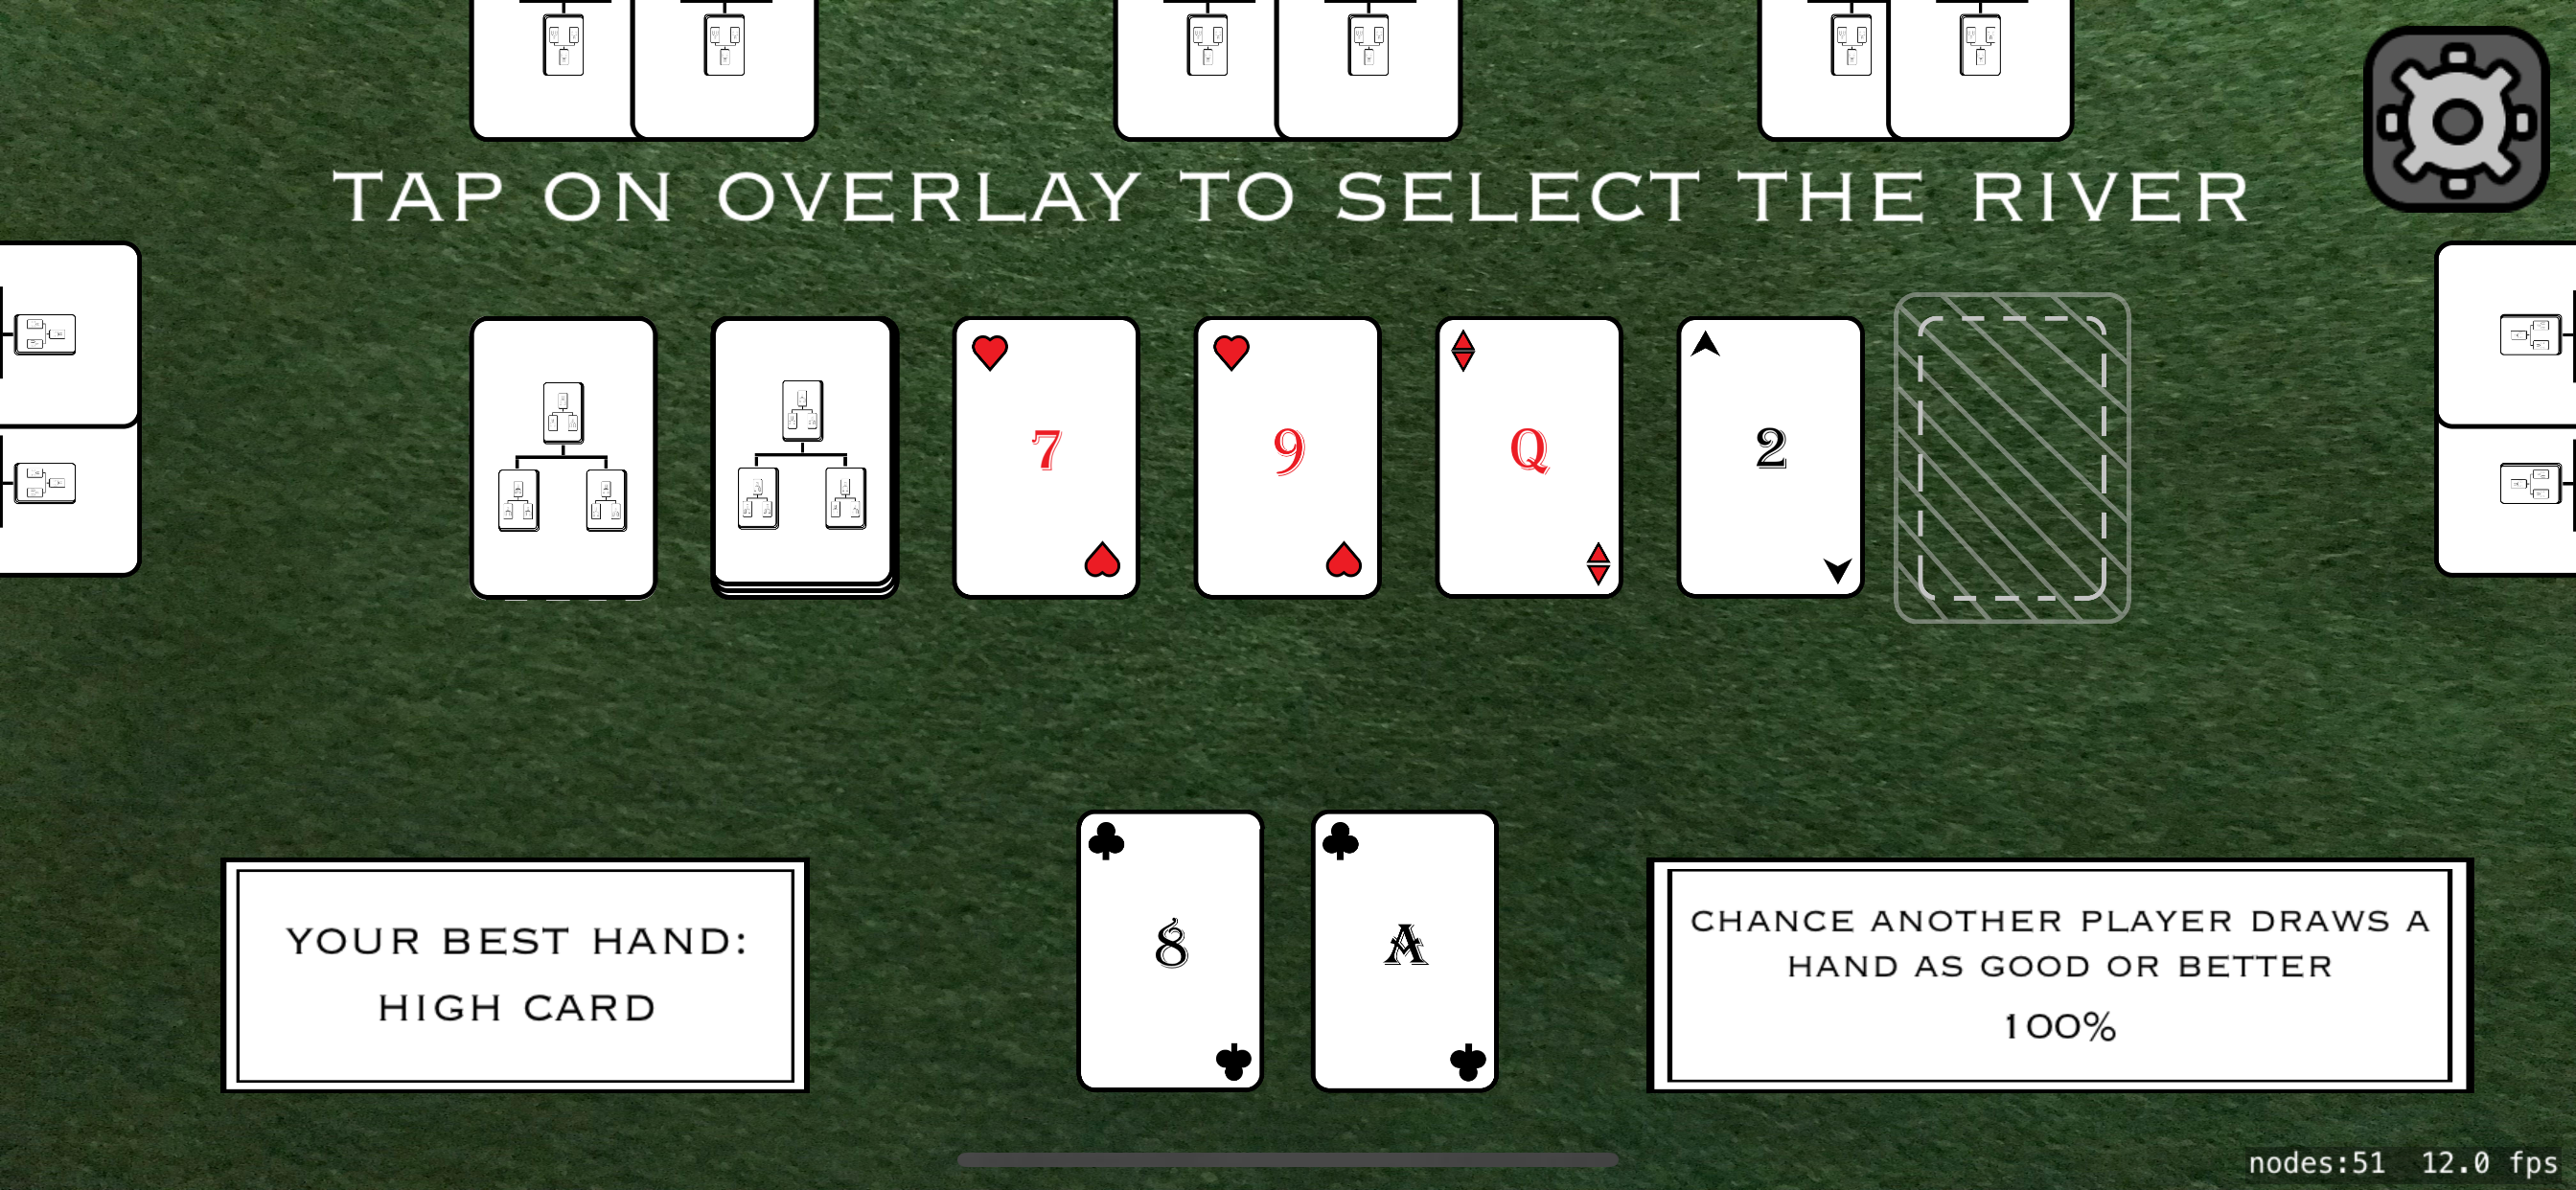 TAP ON OVERLAY TO SELECT THE RIVER
7
9
Q
2
8
A
YOUR BEST HAND:
HIGH CARD
CHANCE ANOTHER PLAYER DRAWS A
HAND AS GOOD OR BETTER
100%
nodes:51 12.0 fps